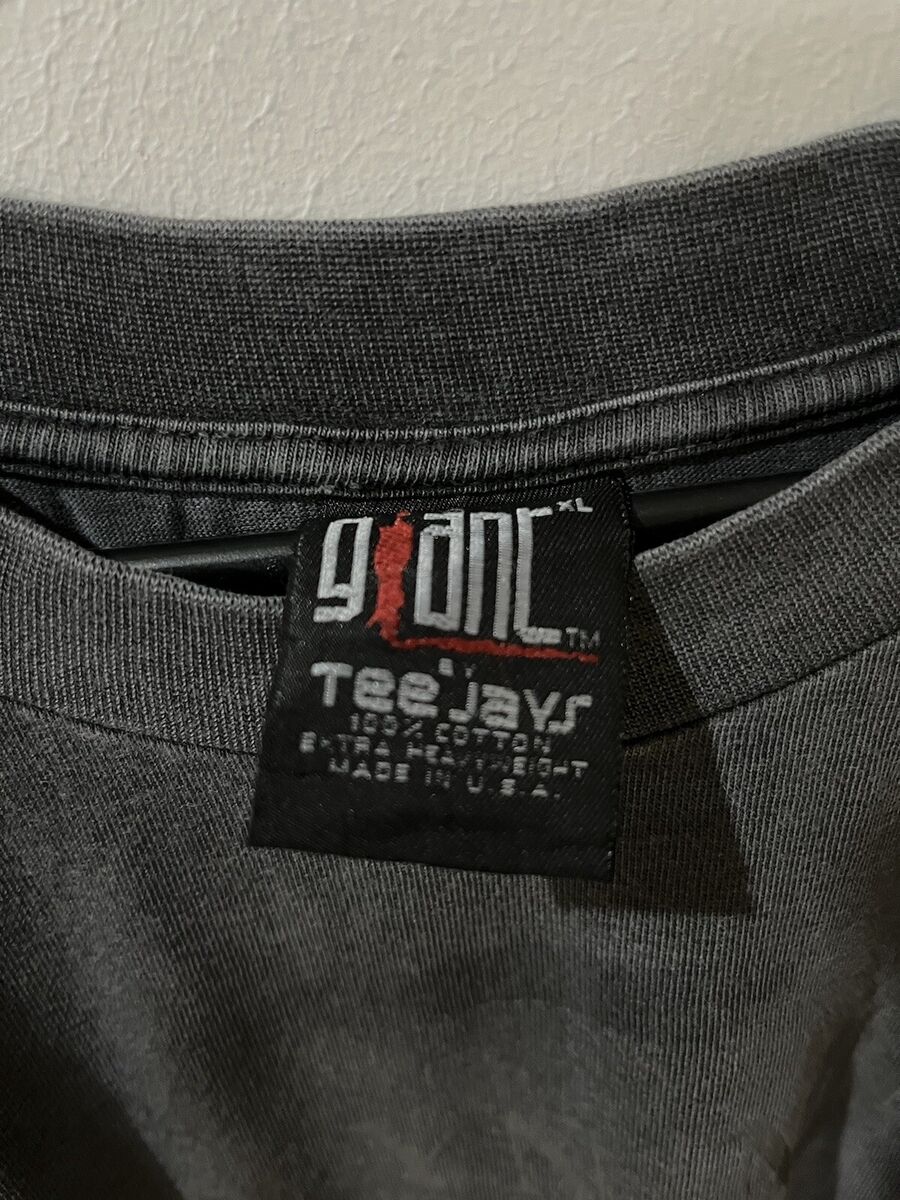 giant XL
TM
BY
Tee Jays
100% COTTON
EXTRA HEAVYWEIGHT
MADE IN U.S.A.